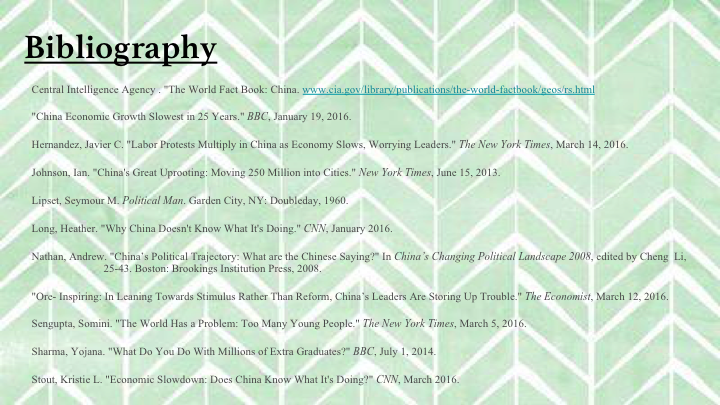 Bibliography
Central Intelligence Agency . "The World Fact Book: China. www.cia.gov/library/publications/the-world-factbook/geos/rs.html
"China Economic Growth Slowest in 25 Years." BBC, January 19, 2016.
Hernandez, Javier C. "Labor Protests Multiply in China as Economy Slows, Worrying Leaders." The New York Times, March 14, 2016.
Johnson, Ian. "China's Great Uprooting: Moving 250 Million into Cities." New York Times, June 15, 2013.
Lipset, Seymour M. Political Man. Garden City, NY: Doubleday, 1960.
Long, Heather. "Why China Doesn't Know What It's Doing." CNN, January 2016.
Nathan, Andrew. "China’s Political Trajectory: What are the Chinese Saying?" In China’s Changing Political Landscape 2008, edited by Cheng Li,
25-43. Boston: Brookings Institution Press, 2008.
"Ore- Inspiring: In Leaning Towards Stimulus Rather Than Reform, China’s Leaders Are Storing Up Trouble." The Economist, March 12, 2016.
Sengupta, Somini. "The World Has a Problem: Too Many Young People." The New York Times, March 5, 2016.
Sharma, Yojana. "What Do You Do With Millions of Extra Graduates?" BBC, July 1, 2014.
Stout, Kristie L. "Economic Slowdown: Does China Know What It's Doing?" CNN, March 2016.